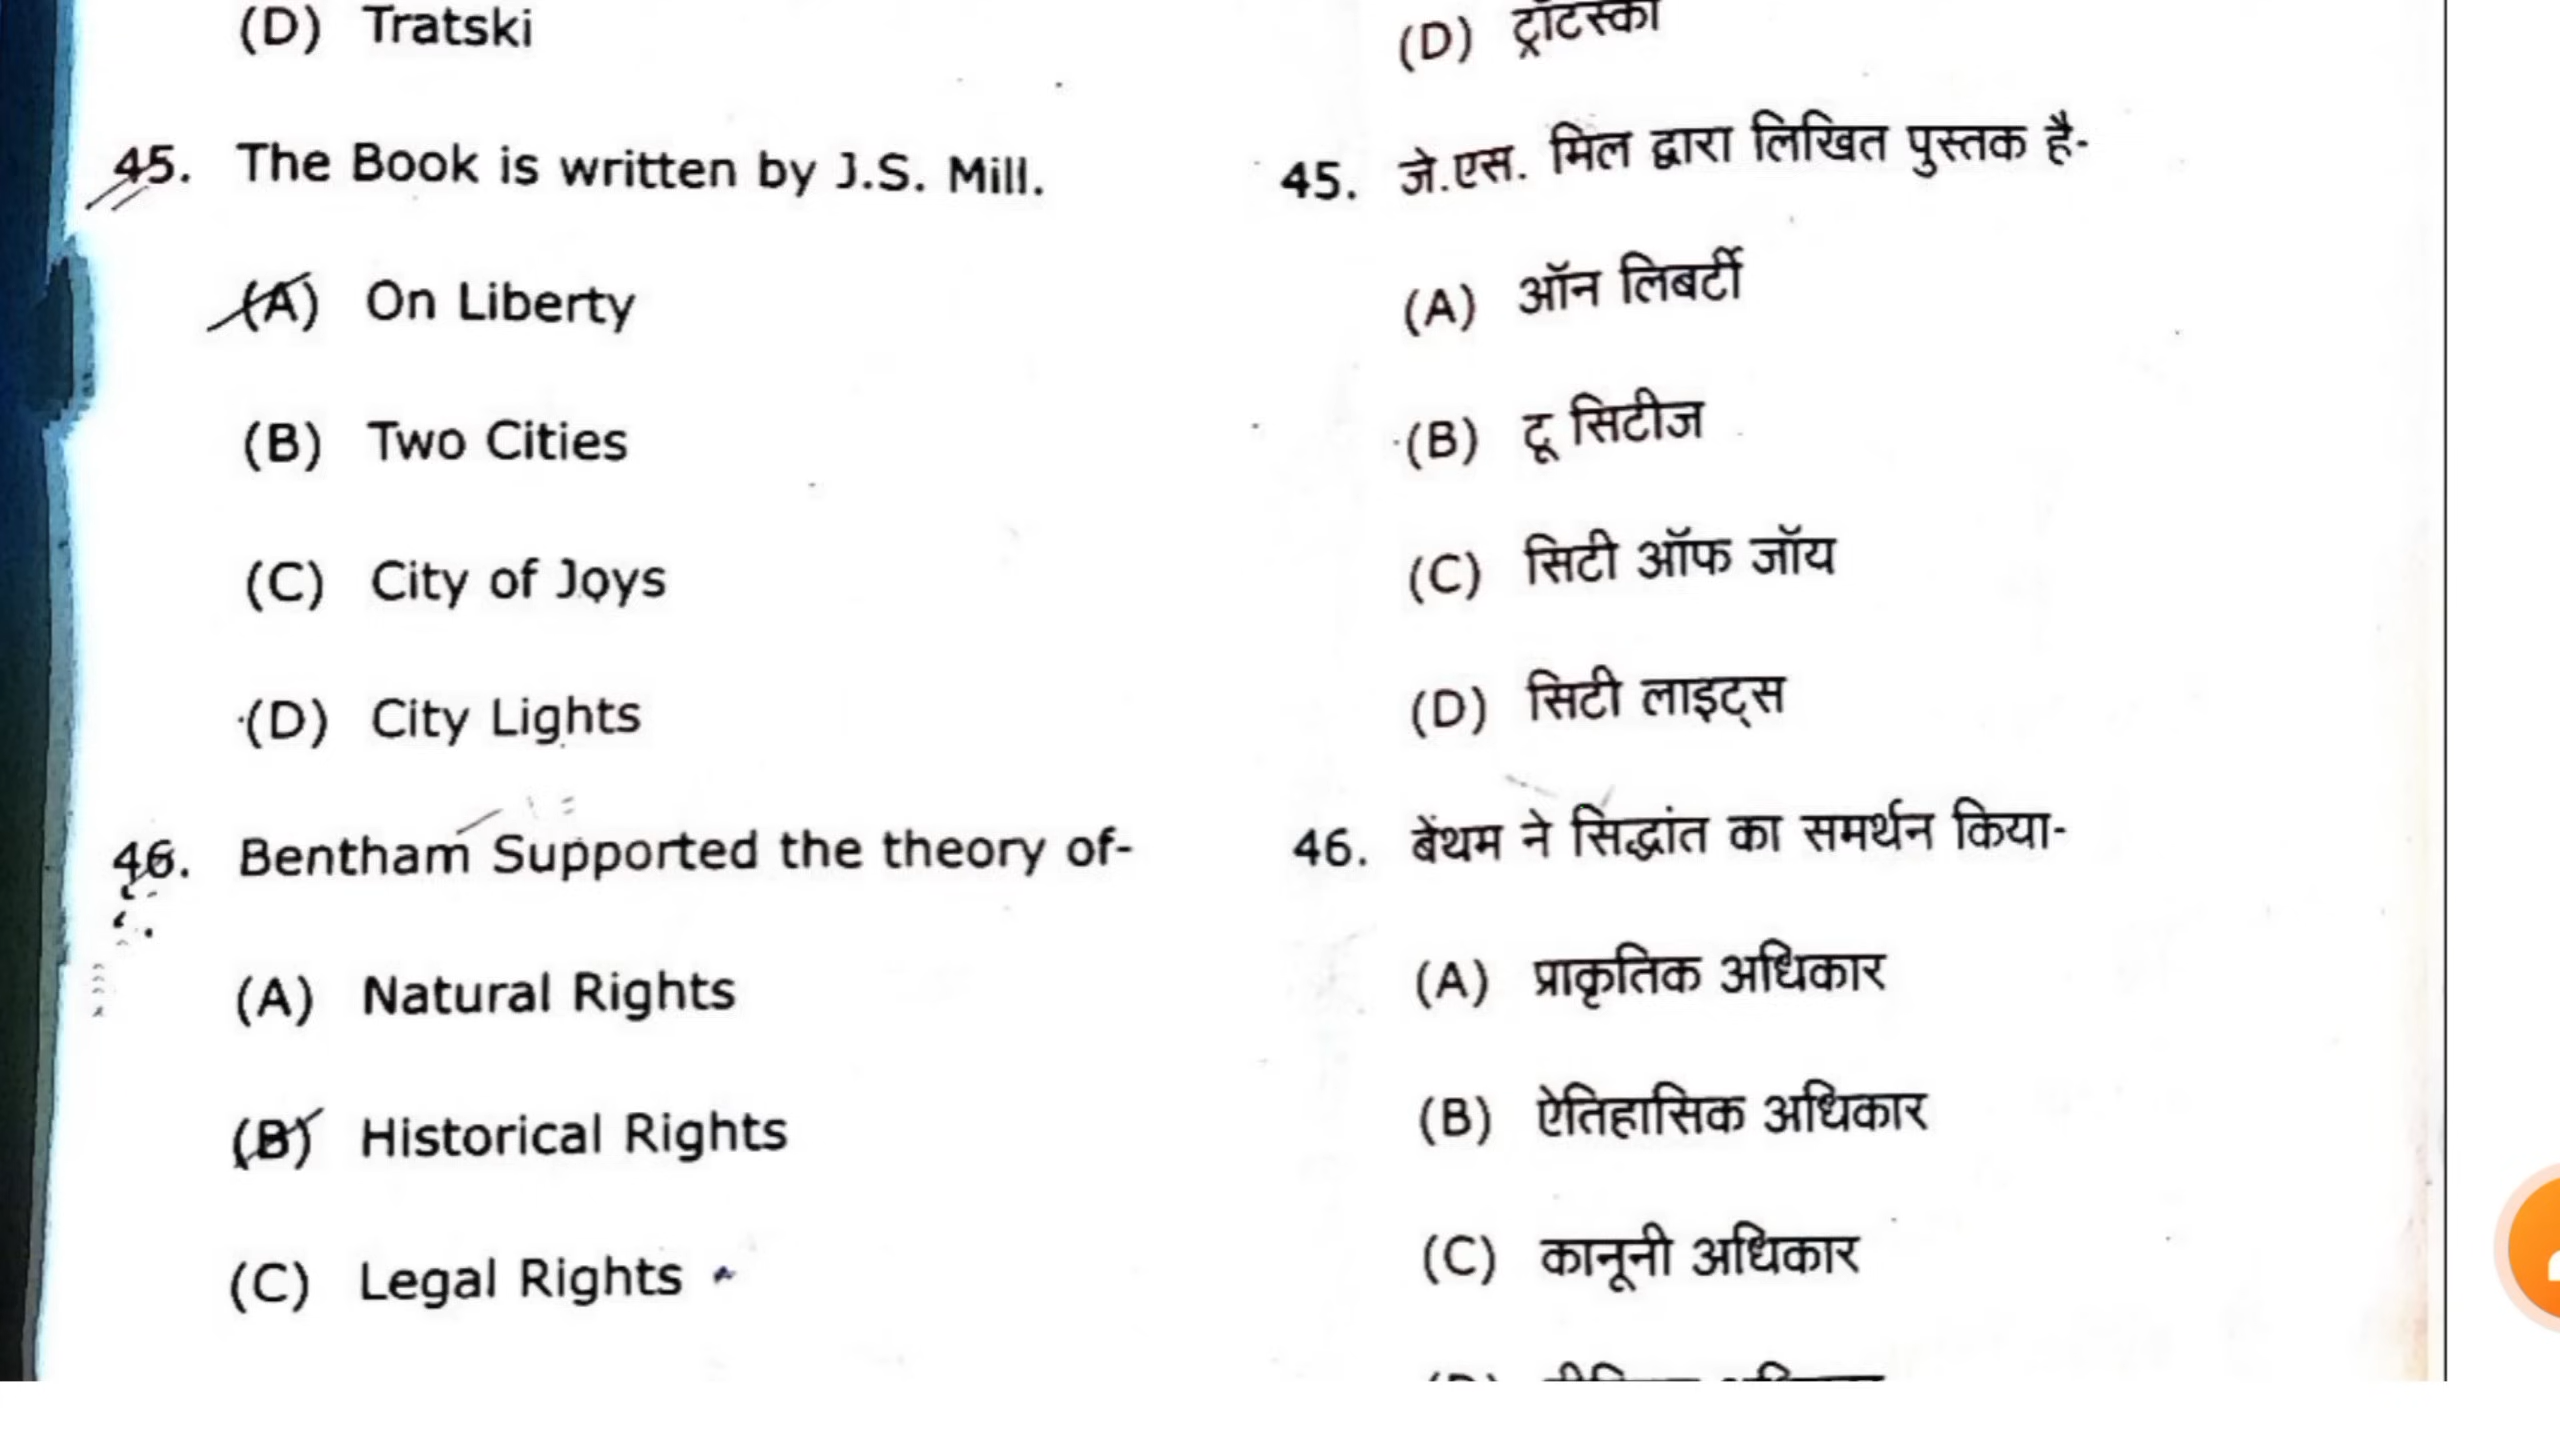 (D) Tratski
45. The Book is written by J.S. Mill.
(A) On Liberty
(B) Two Cities
(C) City of Joys
(D) City Lights
46. Bentham Supported the theory of-
(A) Natural Rights
(B) Historical Rights
(C) Legal Rights
(D) ट्रॉटस्की
45. जे.एस. मिल द्वारा लिखित पुस्तक है-
(A) ऑन लिबर्टी
(B) टू सिटीज
(C) सिटी ऑफ जॉय
(D) सिटी लाइट्स
46. बेंथम ने सिद्धांत का समर्थन किया-
(A) प्राकृतिक अधिकार
(B) ऐतिहासिक अधिकार
(C) कानूनी अधिकार